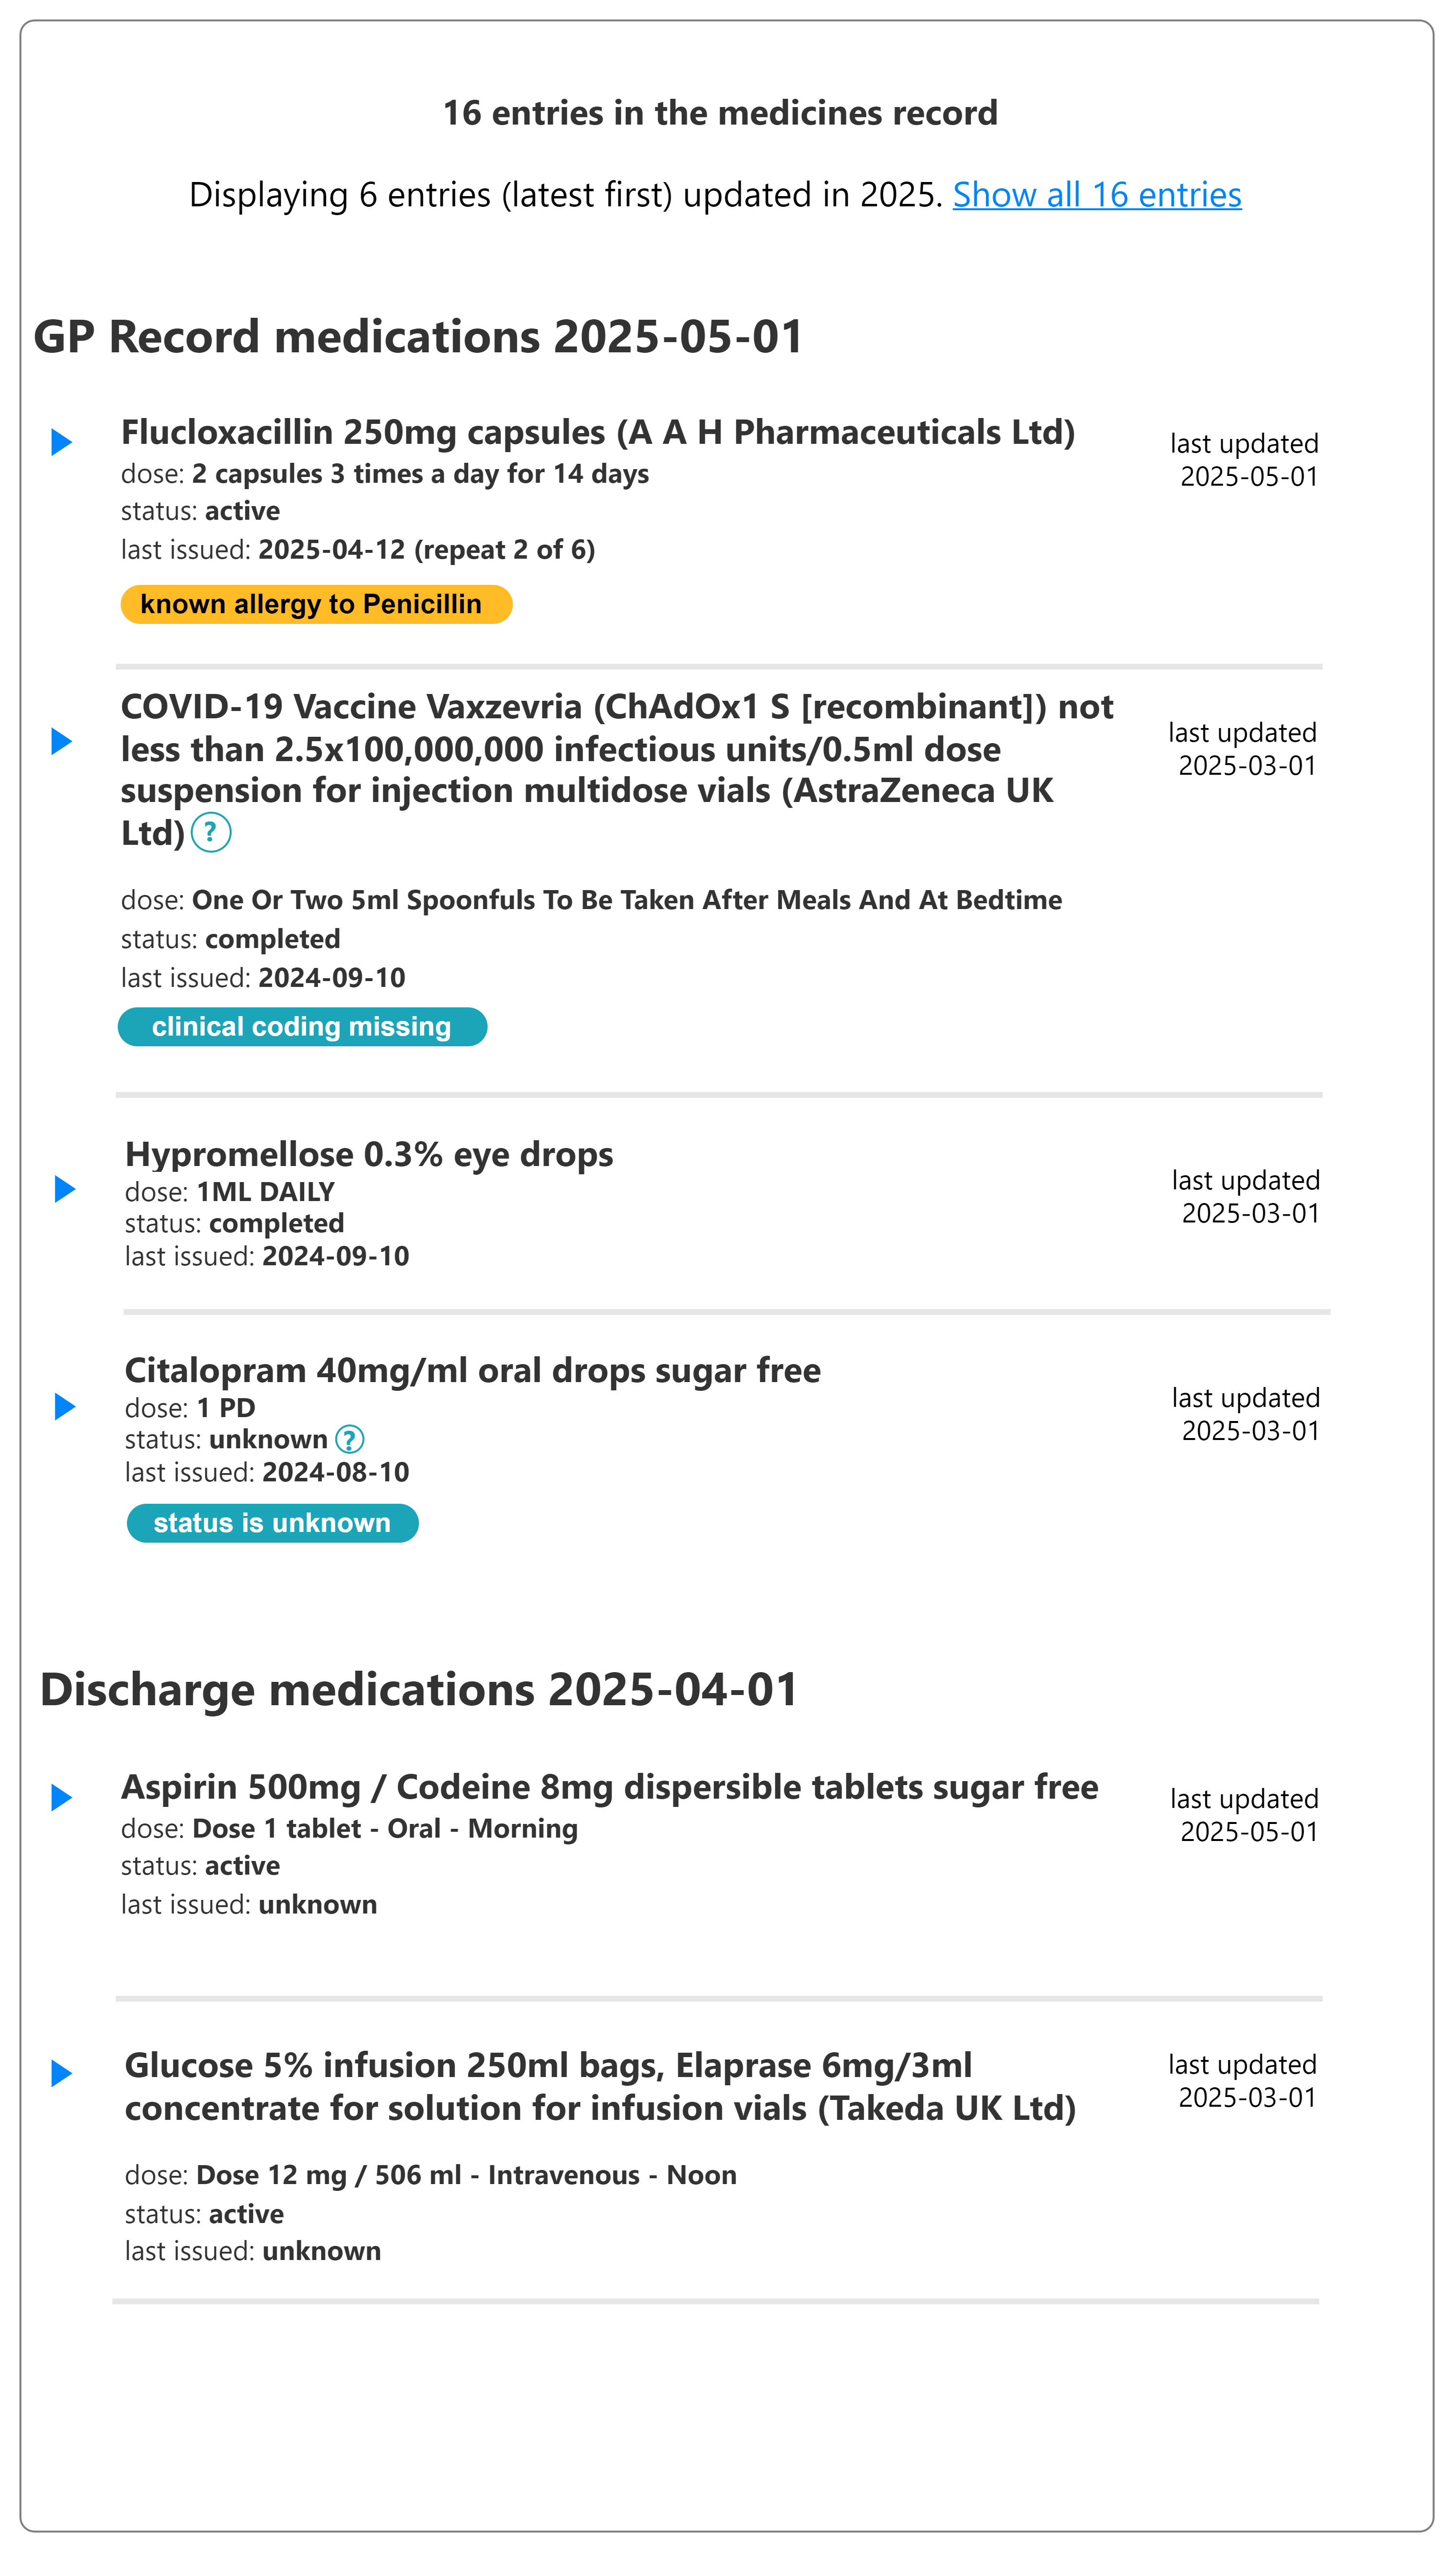 16 entries in the medicines record
Displaying 6 entries (latest first) updated in 2025. Show all 16 entries
GP Record medications 2025-05-01
Flucloxacillin 250mg capsules (A A H Pharmaceuticals Ltd)
last updated
2025-05-01
dose: 2 capsules 3 times a day for 14 days
status: active
last issued: 2025-04-12 (repeat 2 of 6)
known allergy to Penicillin
COVID-19 Vaccine Vaxzevria (ChAdOx1 S [recombinant]) not
less than 2.5x100,000,000 infectious units/0.5ml dose
suspension for injection multidose vials (AstraZeneca UK
Ltd) ?
last updated
2025-03-01
dose: One Or Two 5ml Spoonfuls To Be Taken After Meals And At Bedtime
status: completed
last issued: 2024-09-10
clinical coding missing
Hypromellose 0.3% eye drops
last updated
2025-03-01
dose: 1ML DAILY
status: completed
last issued: 2024-09-10
Citalopram 40mg/ml oral drops sugar free
last updated
2025-03-01
dose: 1 PD
status: unknown ?
last issued: 2024-08-10
status is unknown
Discharge medications 2025-04-01
Aspirin 500mg / Codeine 8mg dispersible tablets sugar free
last updated
2025-05-01
dose: Dose 1 tablet - Oral - Morning
status: active
last issued: unknown
Glucose 5% infusion 250ml bags, Elaprase 6mg/3ml
concentrate for solution for infusion vials (Takeda UK Ltd)
last updated
2025-03-01
dose: Dose 12 mg / 506 ml - Intravenous - Noon
status: active
last issued: unknown